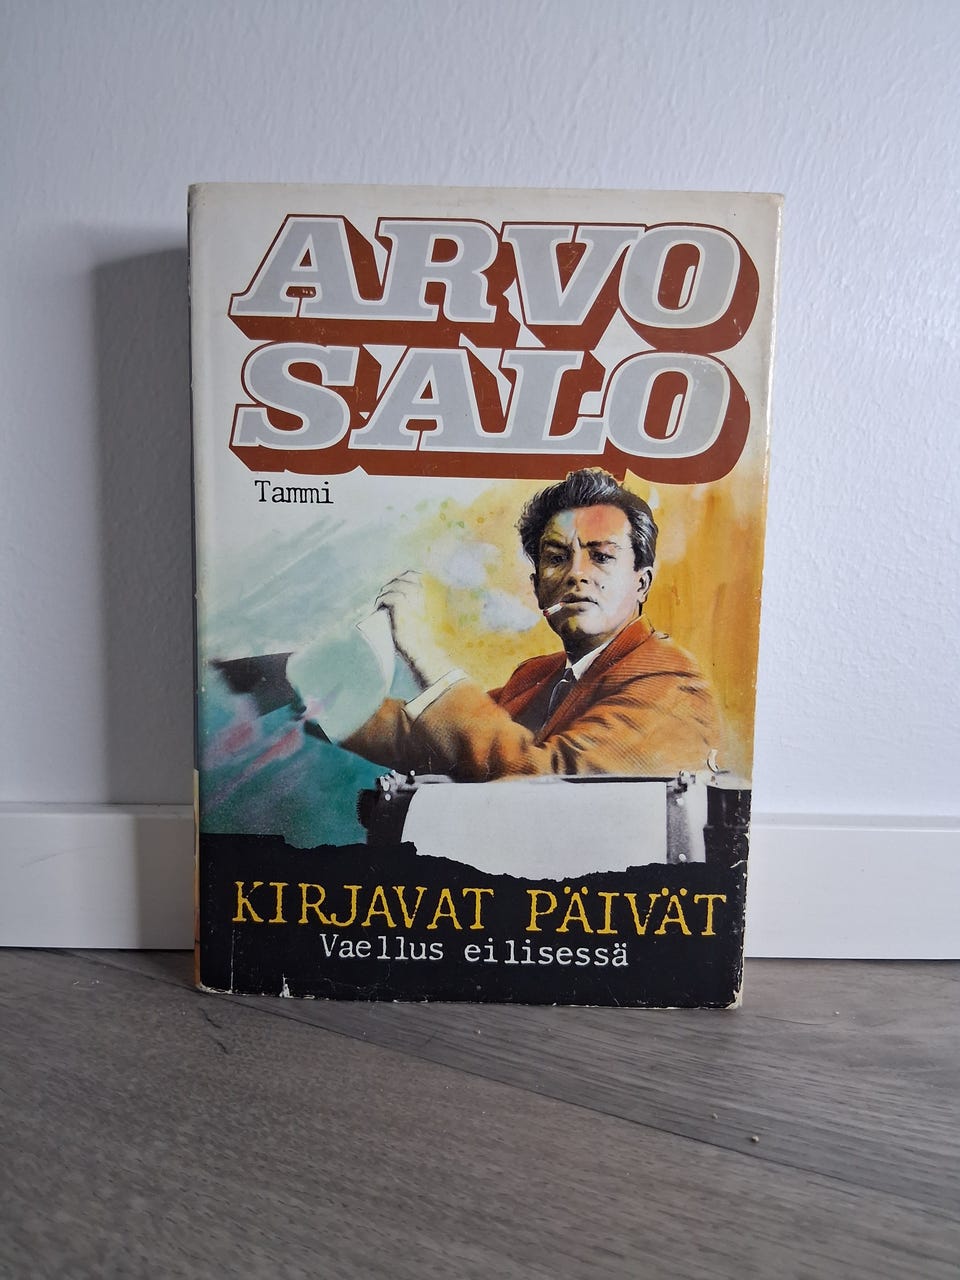 ARVO
SALO
Tammi
KIRJAVAT PÄIVÄT
Vaellus eilisessä